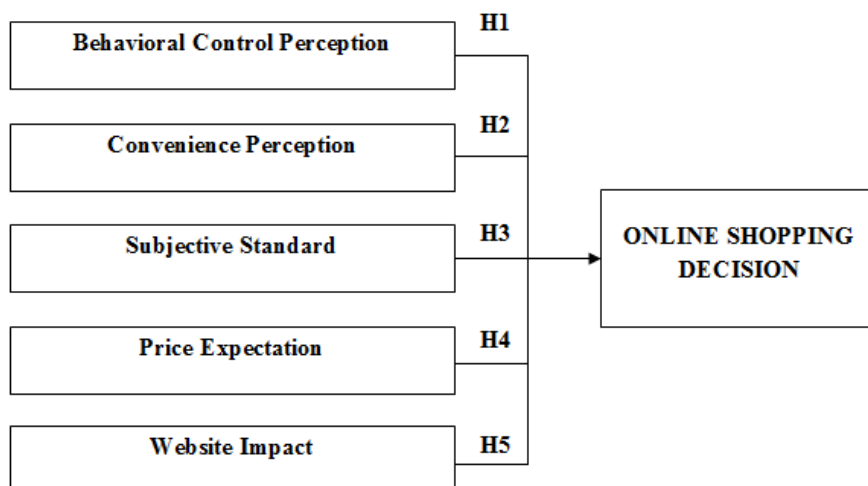 Behavioral Control Perception
H1
Convenience Perception
H2
Subjective Standard
H3
Price Expectation
H4
Website Impact
H5
ONLINE SHOPPING
DECISION